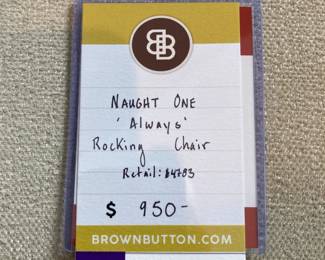 BB
NAUGHT ONE
'Always'
Rocking Chair
Retail: $4783
$ 950-
BROWNBUTTON.COM